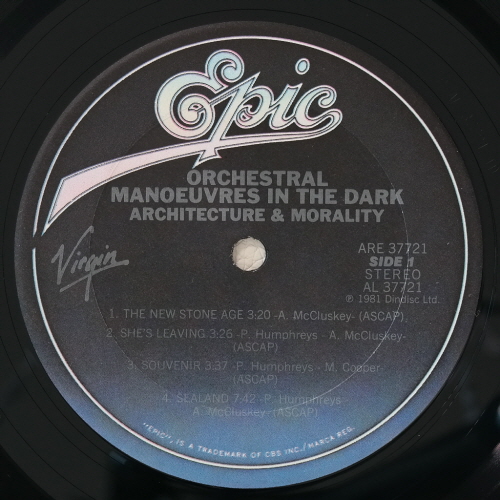 Epic
ORCHESTRAL
MANOEUVRES IN THE DARK
ARCHITECTURE & MORALITY
Virgin
ARE 37721
SIDE 1
STEREO
AL 37721
℗ 1981 Dindisc Ltd.
1. THE NEW STONE AGE 3:20 -A. McCluskey- (ASCAP)
2. SHE'S LEAVING 3:26 -P. Humphreys - A. McCluskey-
(ASCAP)
3. SOUVENIR 3:37 -P. Humphreys - M. Cooper-
(ASCAP)
4. SEALAND 7:42 -P. Humphreys -
A. McCluskey- (ASCAP)
"EPIC", IS A TRADEMARK OF CBS INC./MARCA REG.